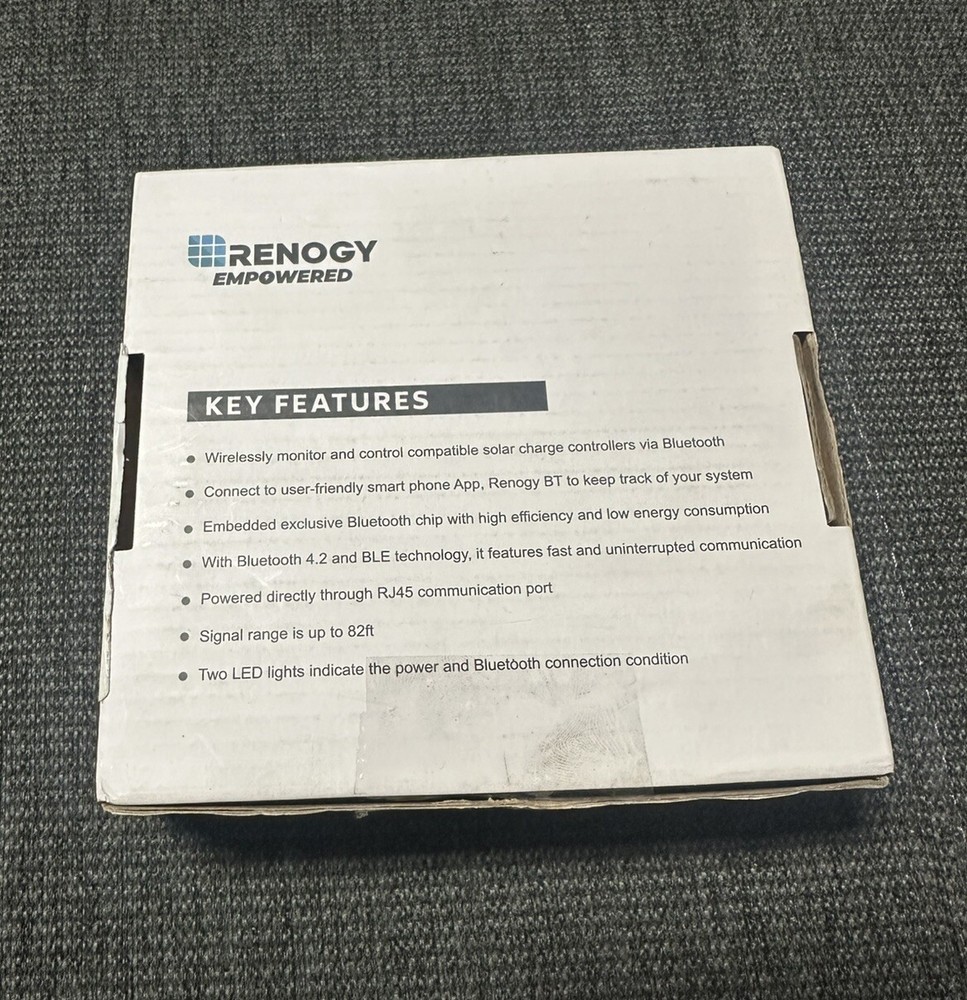 RENOGY
EMPOWERED
KEY FEATURES
● Wirelessly monitor and control compatible solar charge controllers via Bluetooth
● Connect to user-friendly smart phone App, Renogy BT to keep track of your system
● Embedded exclusive Bluetooth chip with high efficiency and low energy consumption
● With Bluetooth 4.2 and BLE technology, it features fast and uninterrupted communication
● Powered directly through RJ45 communication port
● Signal range is up to 82ft
● Two LED lights indicate the power and Bluetooth connection condition